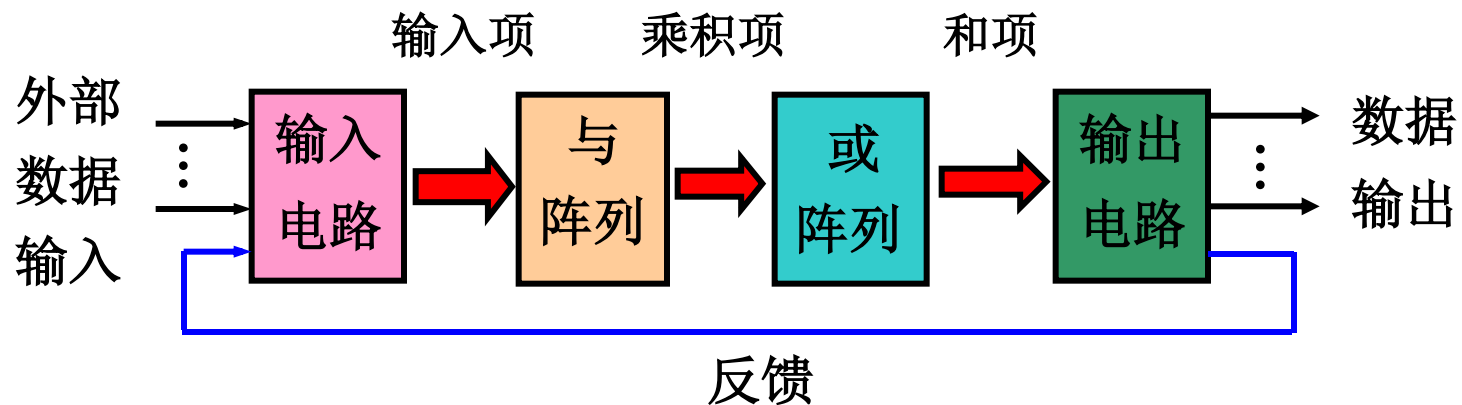 输入项
乘积项
和项
外部
数据
输入
输入
电路
与
阵列
或
阵列
输出
电路
数据
输出
反馈